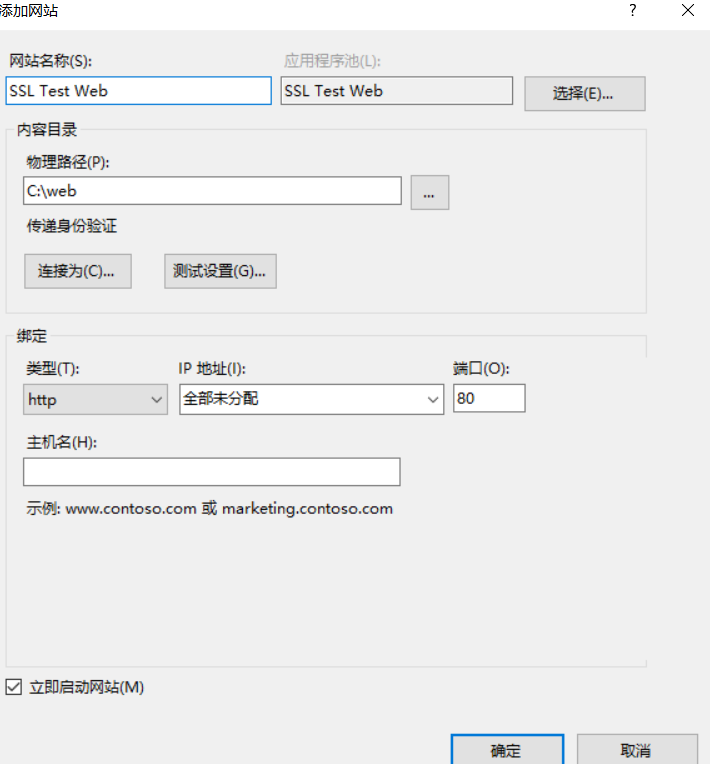 添加网站
网站名称(S): 应用程序池(L):
SSL Test Web SSL Test Web 选择(E)...
内容目录
物理路径(P):
C:\web ...
传递身份验证
连接为(C)... 测试设置(G)...
绑定
类型(T): IP 地址(I): 端口(O):
http 全部未分配 80
主机名(H):
示例: www.contoso.com 或 marketing.contoso.com
立即启动网站(M)
确定 取消